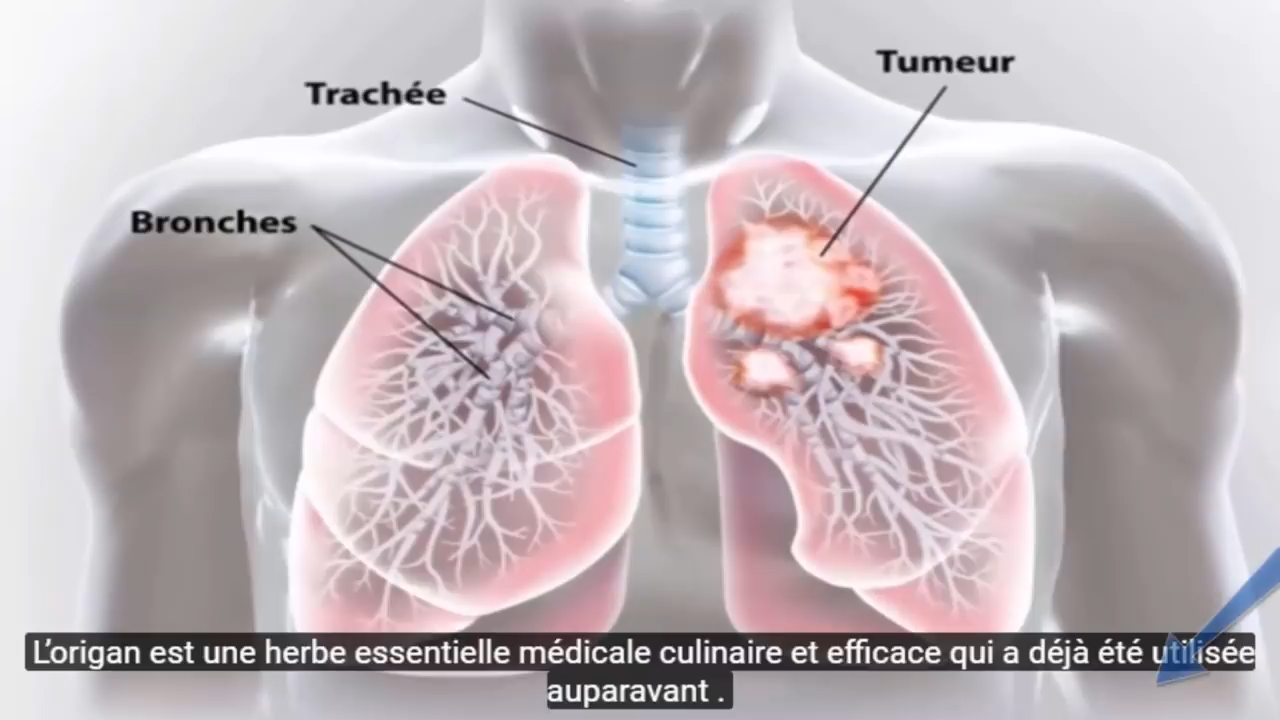 Tumeur
Trachée
Bronches
L'origan est une herbe essentielle médicale culinaire et efficace qui a déjà été utilisée
auparavant .